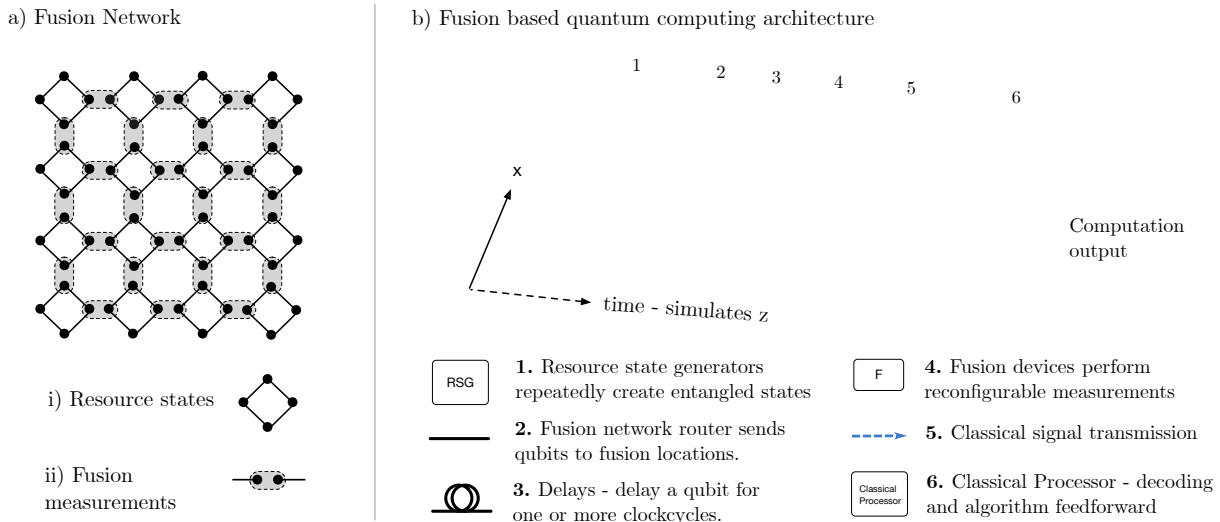 a) Fusion Network
i) Resource states
ii) Fusion
measurements
b) Fusion based quantum computing architecture
1
2
3
4
5
6
x
time - simulates z
Computation
output
RSG
1. Resource state generators
repeatedly create entangled states
2. Fusion network router sends
qubits to fusion locations.
3. Delays - delay a qubit for
one or more clockcycles.
F
4. Fusion devices perform
reconfigurable measurements
5. Classical signal transmission
Classical
Processor
6. Classical Processor - decoding
and algorithm feedforward